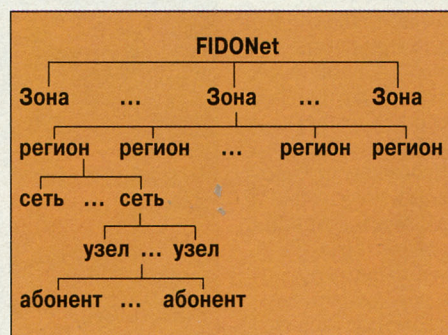 FIDONet
Зона ... Зона ... Зона
регион регион ... регион регион
сеть ... сеть
узел ... узел
абонент ... абонент